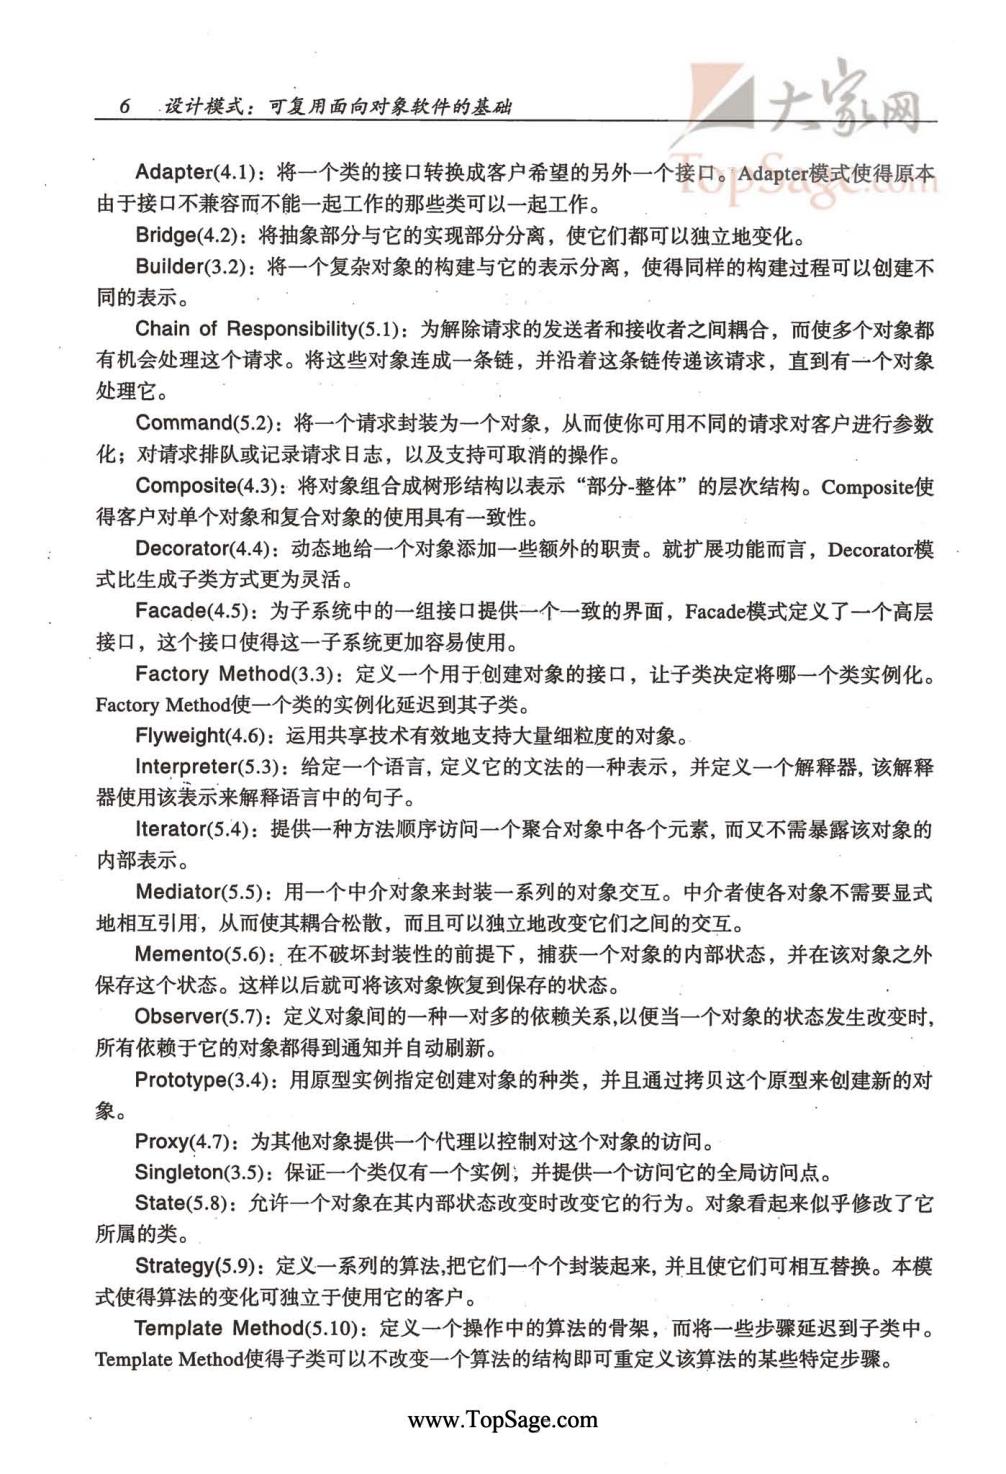 6 设计模式：可复用面向对象软件的基础
大家网
TopSage.com
Adapter(4.1)：将一个类的接口转换成客户希望的另外一个接口。Adapter模式使得原本
由于接口不兼容而不能一起工作的那些类可以一起工作。
Bridge(4.2)：将抽象部分与它的实现部分分离，使它们都可以独立地变化。
Builder(3.2)：将一个复杂对象的构建与它的表示分离，使得同样的构建过程可以创建不
同的表示。
Chain of Responsibility(5.1)：为解除请求的发送者和接收者之间耦合，而使多个对象都
有机会处理这个请求。将这些对象连成一条链，并沿着这条链传递该请求，直到有一个对象
处理它。
Command(5.2)：将一个请求封装为一个对象，从而使你可用不同的请求对客户进行参数
化；对请求排队或记录请求日志，以及支持可取消的操作。
Composite(4.3)：将对象组合成树形结构以表示“部分-整体”的层次结构。Composite使
得客户对单个对象和复合对象的使用具有一致性。
Decorator(4.4)：动态地给一个对象添加一些额外的职责。就扩展功能而言，Decorator模
式比生成子类方式更为灵活。
Facade(4.5)：为子系统中的一组接口提供一个一致的界面，Facade模式定义了一个高层
接口，这个接口使得这一子系统更加容易使用。
Factory Method(3.3)：定义一个用于创建对象的接口，让子类决定将哪一个类实例化。
Factory Method使一个类的实例化延迟到其子类。
Flyweight(4.6)：运用共享技术有效地支持大量细粒度的对象。
Interpreter(5.3)：给定一个语言, 定义它的文法的一种表示，并定义一个解释器, 该解释
器使用该表示来解释语言中的句子。
Iterator(5.4)：提供一种方法顺序访问一个聚合对象中各个元素, 而又不需暴露该对象的
内部表示。
Mediator(5.5)：用一个中介对象来封装一系列的对象交互。中介者使各对象不需要显式
地相互引用，从而使其耦合松散，而且可以独立地改变它们之间的交互。
Memento(5.6)：在不破坏封装性的前提下，捕获一个对象的内部状态，并在该对象之外
保存这个状态。这样以后就可将该对象恢复到保存的状态。
Observer(5.7)：定义对象间的一种一对多的依赖关系,以便当一个对象的状态发生改变时,
所有依赖于它的对象都得到通知并自动刷新。
Prototype(3.4)：用原型实例指定创建对象的种类，并且通过拷贝这个原型来创建新的对
象。
Proxy(4.7)：为其他对象提供一个代理以控制对这个对象的访问。
Singleton(3.5)：保证一个类仅有一个实例，并提供一个访问它的全局访问点。
State(5.8)：允许一个对象在其内部状态改变时改变它的行为。对象看起来似乎修改了它
所属的类。
Strategy(5.9)：定义一系列的算法,把它们一个个封装起来, 并且使它们可相互替换。本模
式使得算法的变化可独立于使用它的客户。
Template Method(5.10)：定义一个操作中的算法的骨架，而将一些步骤延迟到子类中。
Template Method使得子类可以不改变一个算法的结构即可重定义该算法的某些特定步骤。
www.TopSage.com